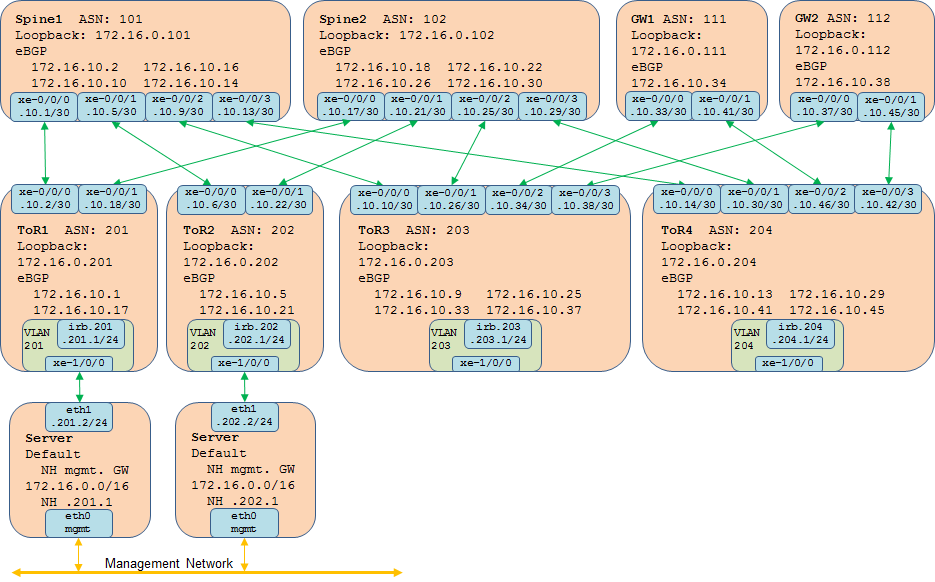 Spine1 ASN: 101
Loopback: 172.16.0.101
eBGP
172.16.10.2 172.16.10.16
172.16.10.10 172.16.10.14
xe-0/0/0
.10.1/30
xe-0/0/1
.10.5/30
xe-0/0/2
.10.9/30
xe-0/0/3
.10.13/30
Spine2 ASN: 102
Loopback: 172.16.0.102
eBGP
172.16.10.18 172.16.10.22
172.16.10.26 172.16.10.30
xe-0/0/0
.10.17/30
xe-0/0/1
.10.21/30
xe-0/0/2
.10.25/30
xe-0/0/3
.10.29/30
GW1 ASN: 111
Loopback:
172.16.0.111
eBGP
172.16.10.34
xe-0/0/0
.10.33/30
xe-0/0/1
.10.41/30
GW2 ASN: 112
Loopback:
172.16.0.112
eBGP
172.16.10.38
xe-0/0/0
.10.37/30
xe-0/0/1
.10.45/30
xe-0/0/0
.10.2/30
xe-0/0/1
.10.18/30
ToR1 ASN: 201
Loopback:
172.16.0.201
eBGP
172.16.10.1
172.16.10.17
VLAN
201
irb.201
.201.1/24
xe-1/0/0
xe-0/0/0
.10.6/30
xe-0/0/1
.10.22/30
ToR2 ASN: 202
Loopback:
172.16.0.202
eBGP
172.16.10.5
172.16.10.21
VLAN
202
irb.202
.202.1/24
xe-1/0/0
xe-0/0/0
.10.10/30
xe-0/0/1
.10.26/30
xe-0/0/2
.10.34/30
xe-0/0/3
.10.38/30
ToR3 ASN: 203
Loopback:
172.16.0.203
eBGP
172.16.10.9 172.16.10.25
172.16.10.33 172.16.10.37
VLAN
203
irb.203
.203.1/24
xe-1/0/0
xe-0/0/0
.10.14/30
xe-0/0/1
.10.30/30
xe-0/0/2
.10.46/30
xe-0/0/3
.10.42/30
ToR4 ASN: 204
Loopback:
172.16.0.204
eBGP
172.16.10.13 172.16.10.29
172.16.10.41 172.16.10.45
VLAN
204
irb.204
.204.1/24
xe-1/0/0
eth1
.201.2/24
Server
Default
NH mgmt. GW
172.16.0.0/16
NH .201.1
eth0
mgmt
eth1
.202.2/24
Server
Default
NH mgmt. GW
172.16.0.0/16
NH .202.1
eth0
mgmt
Management Network